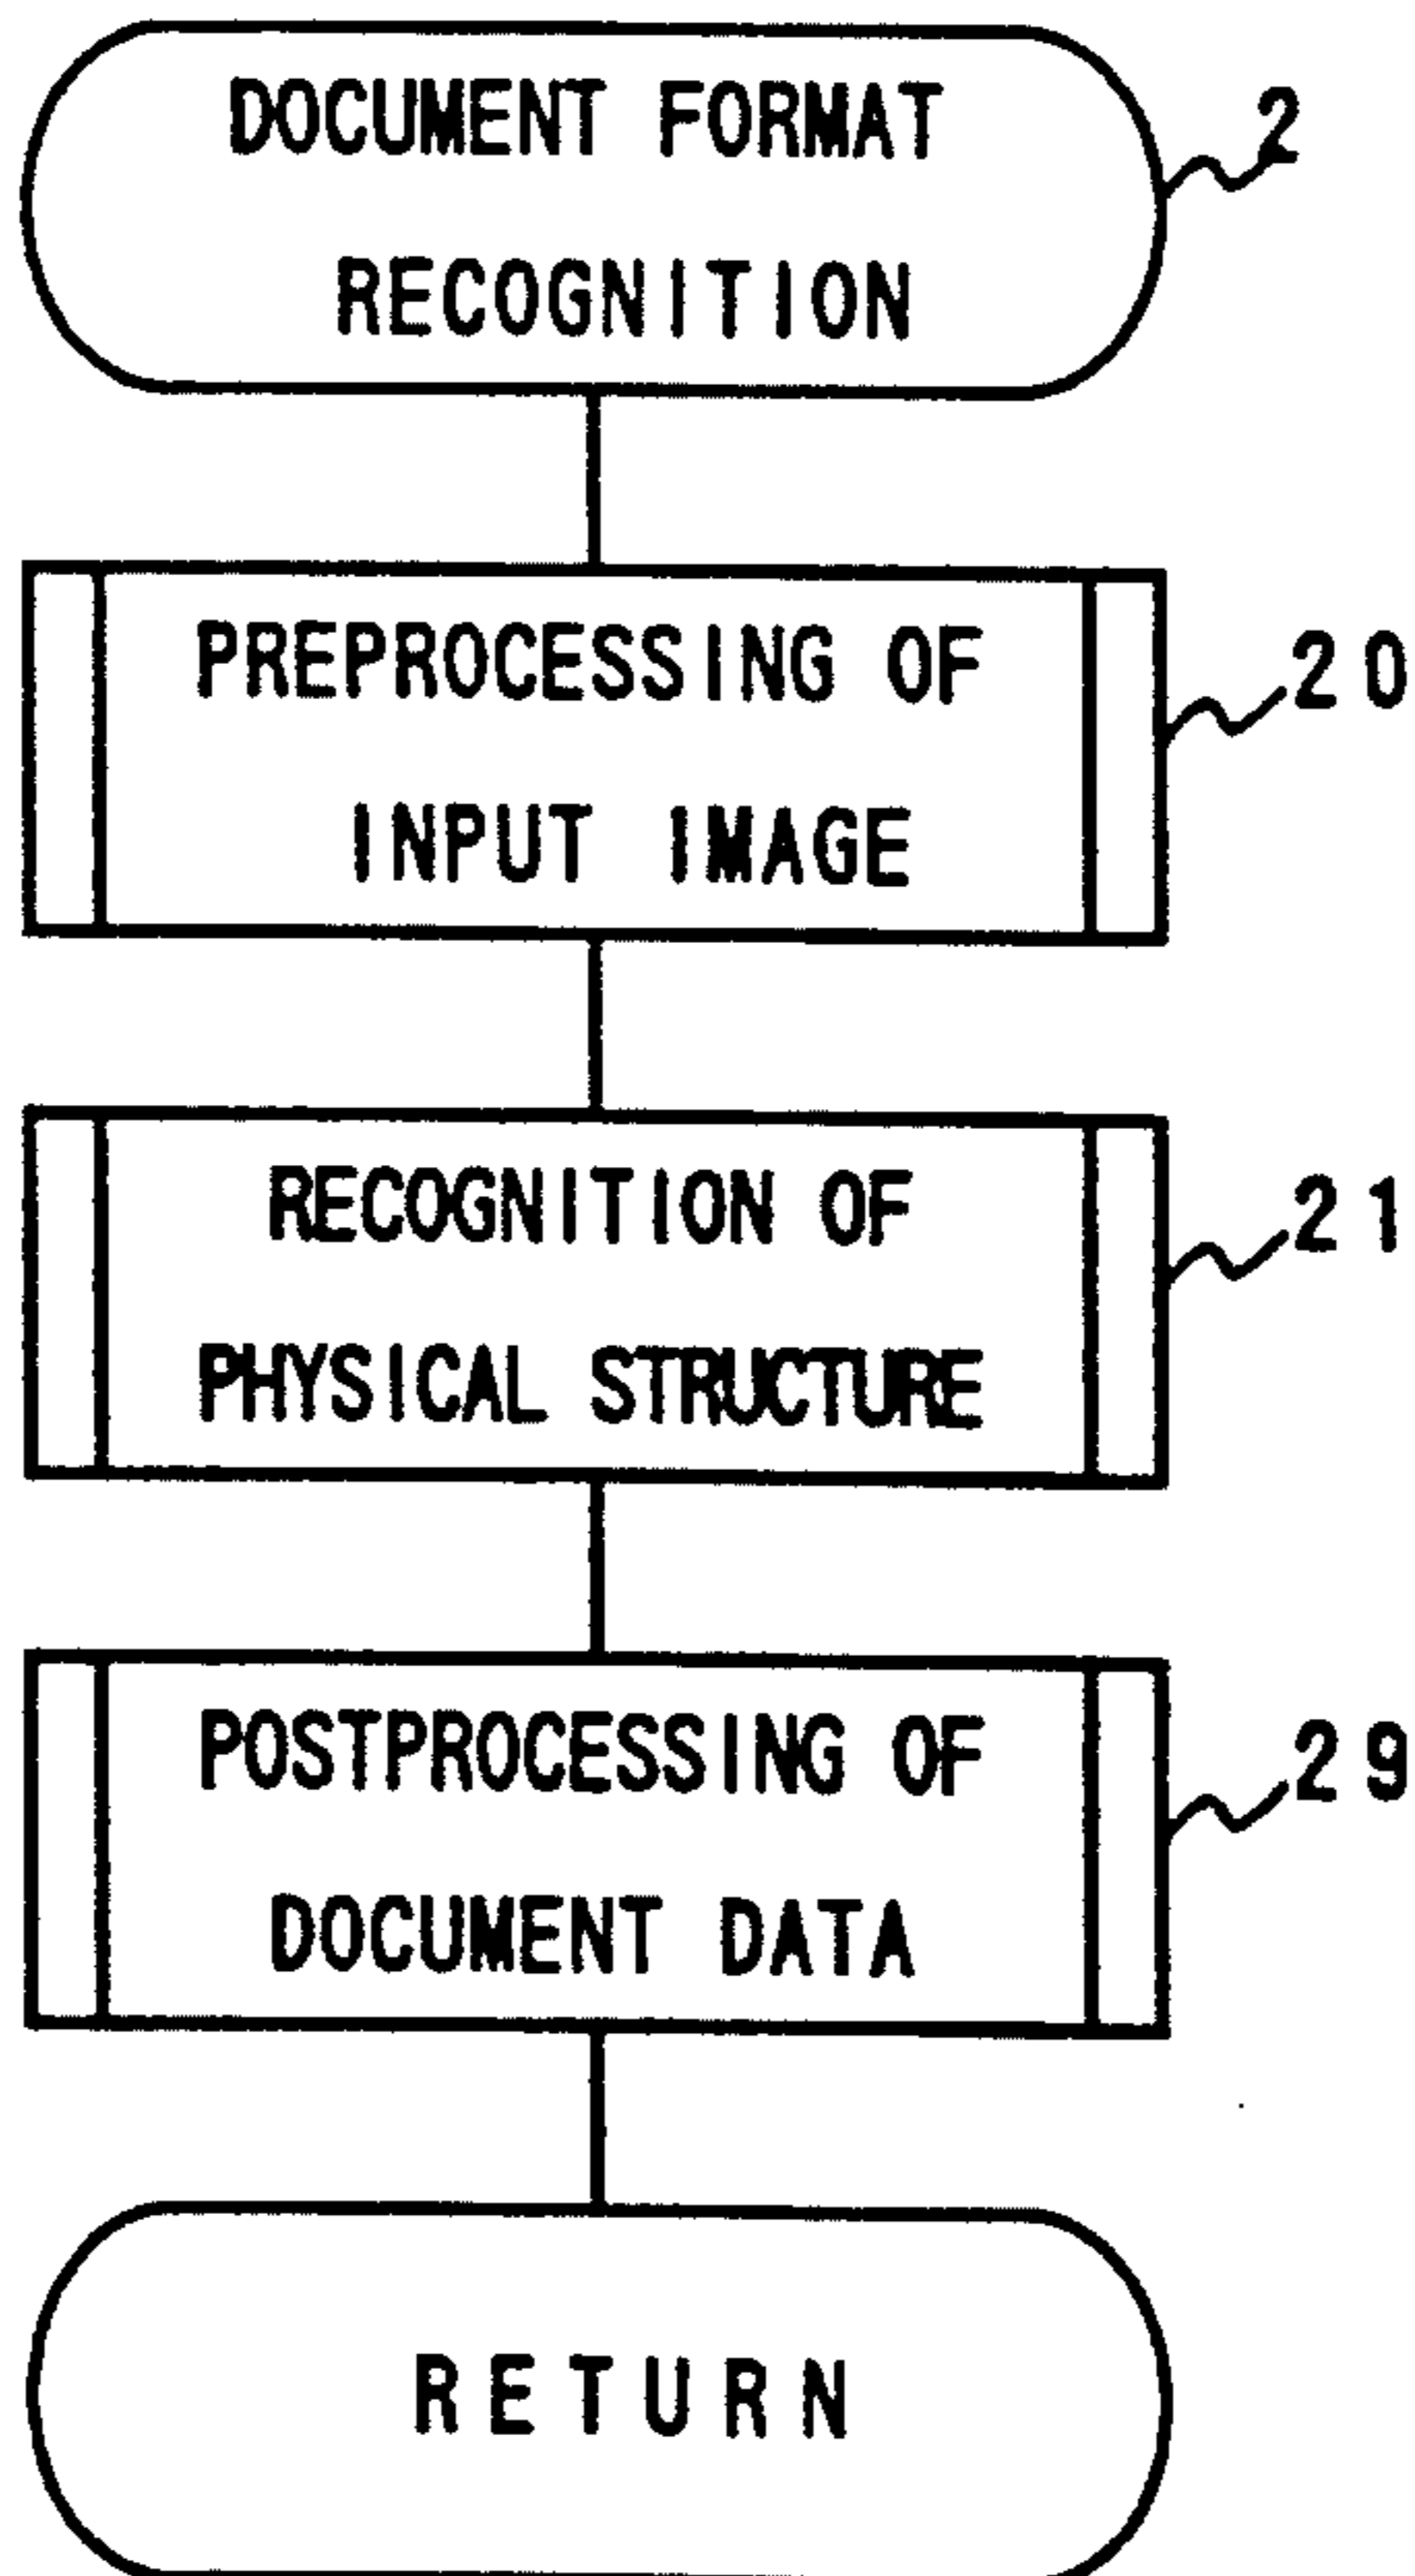 DOCUMENT FORMAT
RECOGNITION
2
PREPROCESSING OF
INPUT IMAGE
20
RECOGNITION OF
PHYSICAL STRUCTURE
21
POSTPROCESSING OF
DOCUMENT DATA
29
RETURN